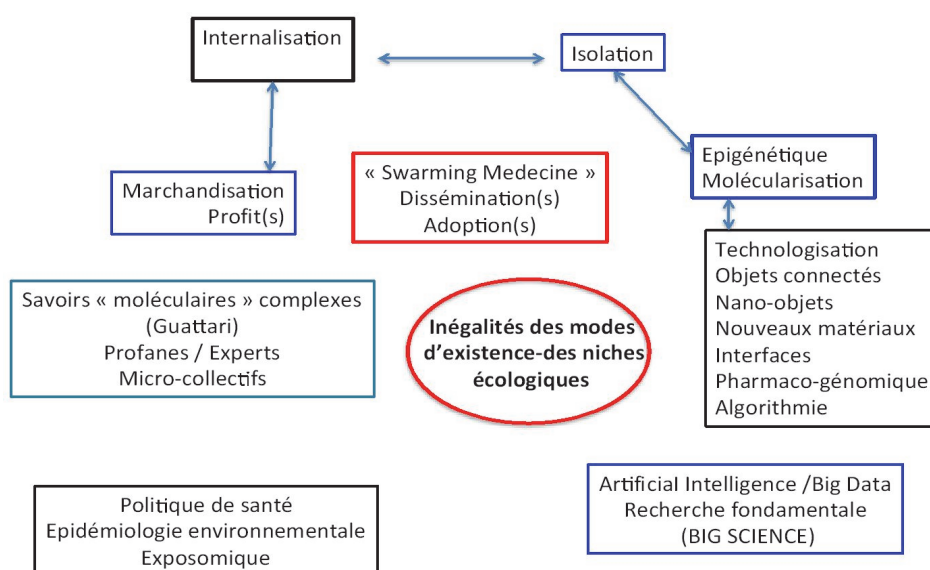 Internalisation
Isolation
Epigénétique
Molécularisation
Marchandisation
Profit(s)
« Swarming Medecine »
Dissémination(s)
Adoption(s)
Technologisation
Objets connectés
Nano-objets
Nouveaux matériaux
Interfaces
Pharmaco-génomique
Algorithmie
Savoirs « moléculaires » complexes
(Guattari)
Profanes / Experts
Micro-collectifs
Inégalités des modes
d’existence-des niches
écologiques
Politique de santé
Epidémiologie environnementale
Exposomique
Artificial Intelligence /Big Data
Recherche fondamentale
(BIG SCIENCE)